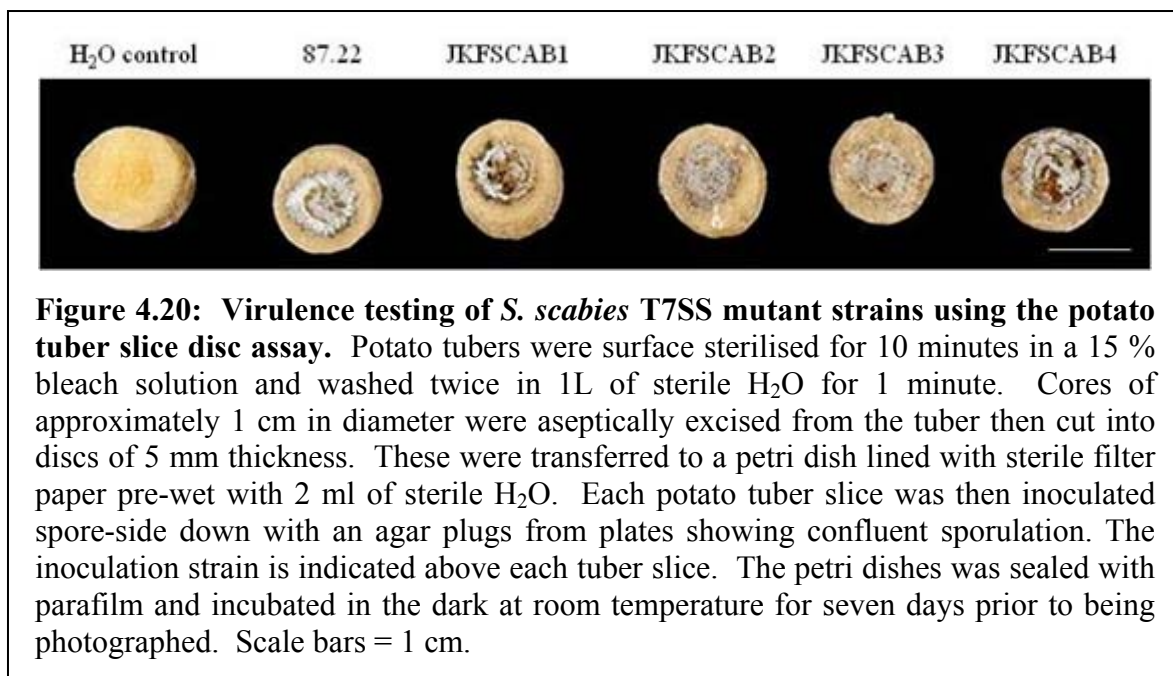 H₂O control 87.22 JKFSCAB1 JKFSCAB2 JKFSCAB3 JKFSCAB4
Figure 4.20: Virulence testing of S. scabies T7SS mutant strains using the potato
tuber slice disc assay. Potato tubers were surface sterilised for 10 minutes in a 15 %
bleach solution and washed twice in 1L of sterile H₂O for 1 minute. Cores of
approximately 1 cm in diameter were aseptically excised from the tuber then cut into
discs of 5 mm thickness. These were transferred to a petri dish lined with sterile filter
paper pre-wet with 2 ml of sterile H₂O. Each potato tuber slice was then inoculated
spore-side down with an agar plugs from plates showing confluent sporulation. The
inoculation strain is indicated above each tuber slice. The petri dishes was sealed with
parafilm and incubated in the dark at room temperature for seven days prior to being
photographed. Scale bars = 1 cm.